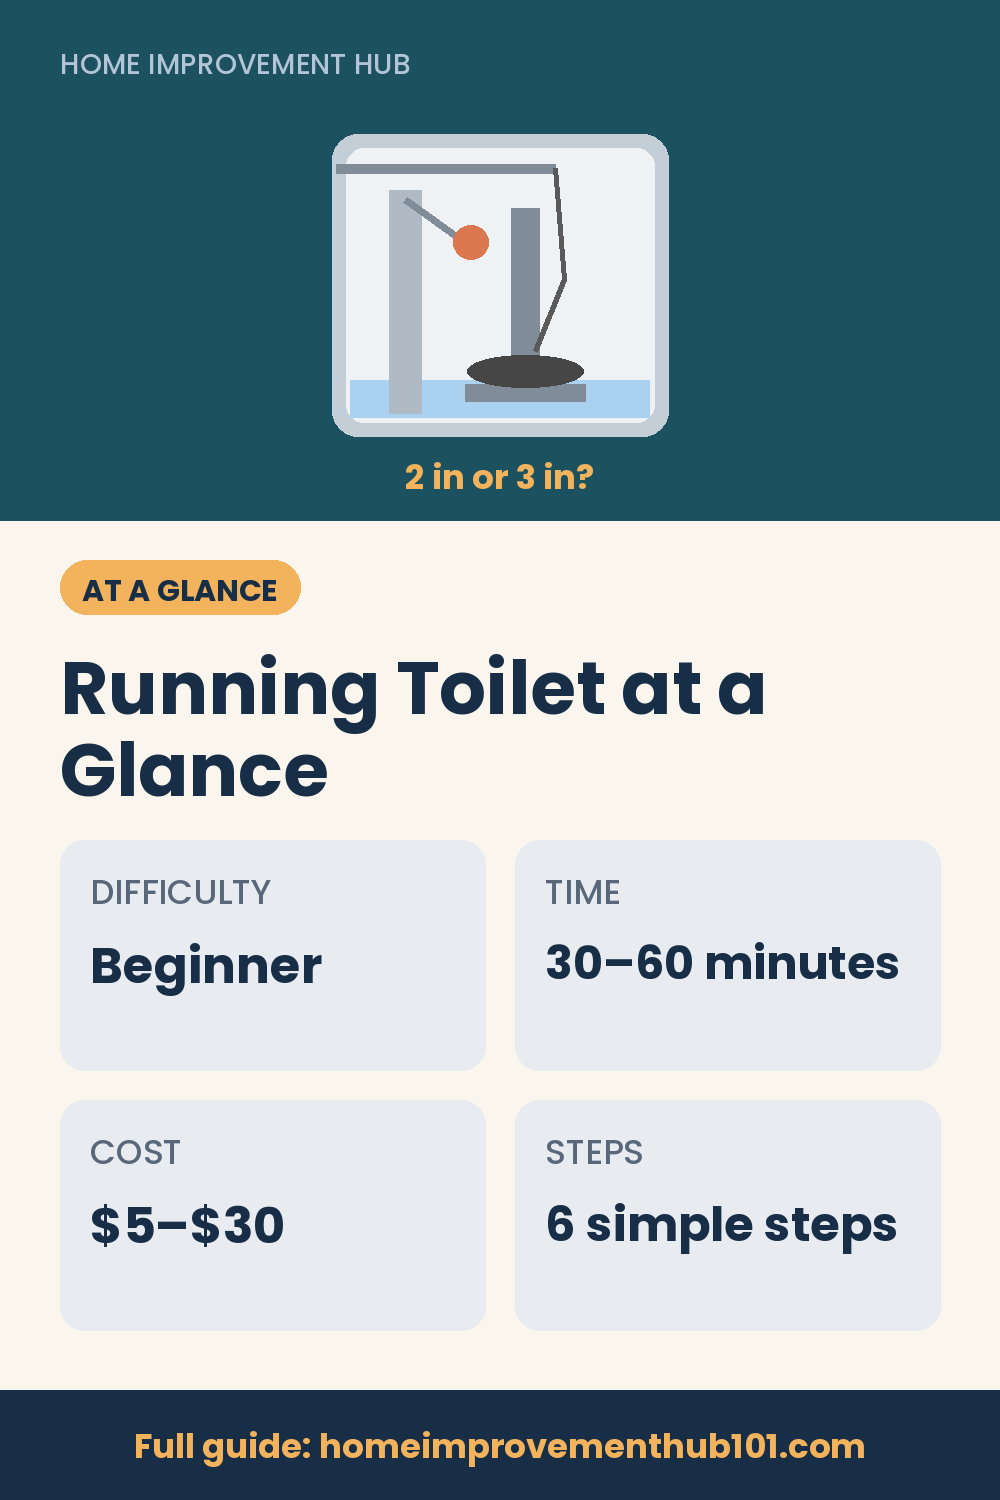 HOME IMPROVEMENT HUB
2 in or 3 in?
AT A GLANCE
Running Toilet at a
Glance
DIFFICULTY
Beginner
TIME
30–60 minutes
COST
$5–$30
STEPS
6 simple steps
Full guide: homeimprovementhub101.com